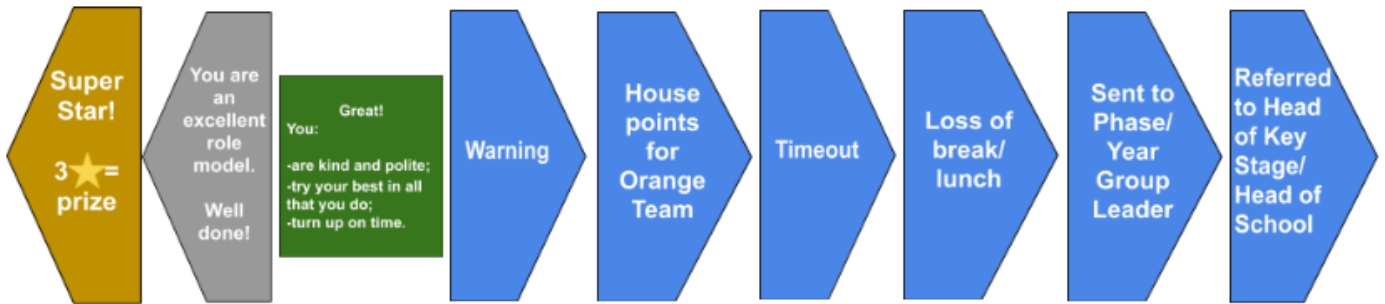 Super
Star!
3 =
prize
You are
an
excellent
role
model.
Well
done!
Great!
You:
-are kind and polite;
-try your best in all
that you do;
-turn up on time.
Warning
House
points
for
Orange
Team
Timeout
Loss of
break/
lunch
Sent to
Phase/
Year
Group
Leader
Referred
to Head
of Key
Stage/
Head of
School